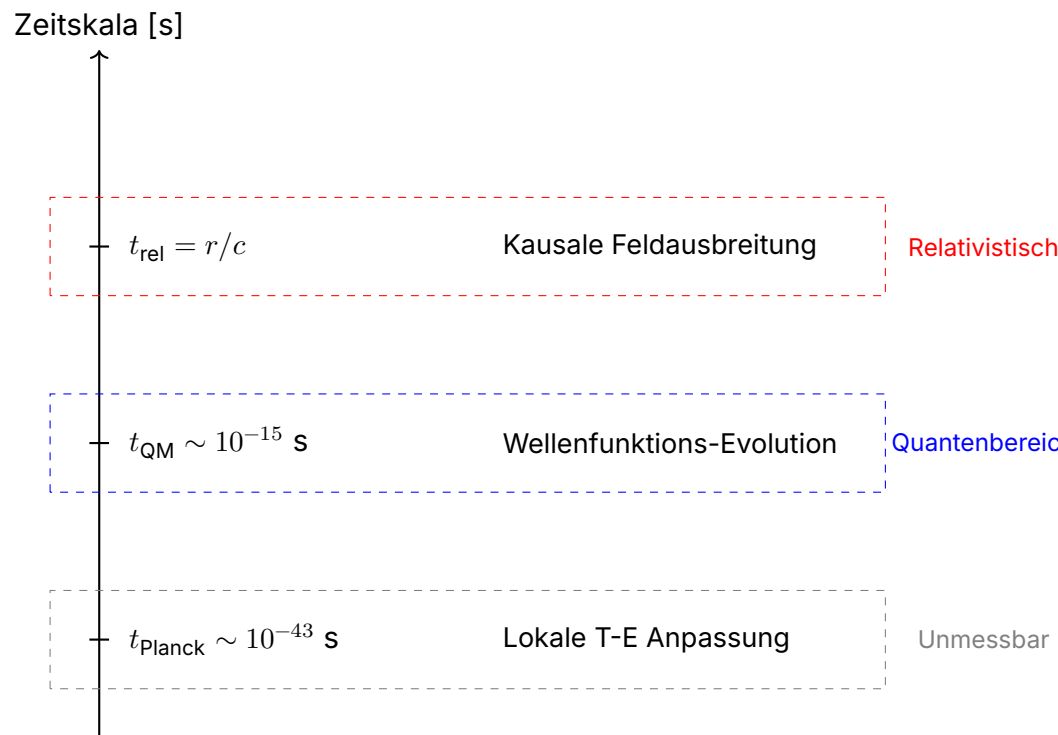 Zeitskala [s]
t_rel = r/c Kausale Feldausbreitung Relativistisch
t_QM ∼ 10⁻¹⁵ s Wellenfunktions-Evolution Quantenbereic
t_Planck ∼ 10⁻⁴³ s Lokale T-E Anpassung Unmessbar